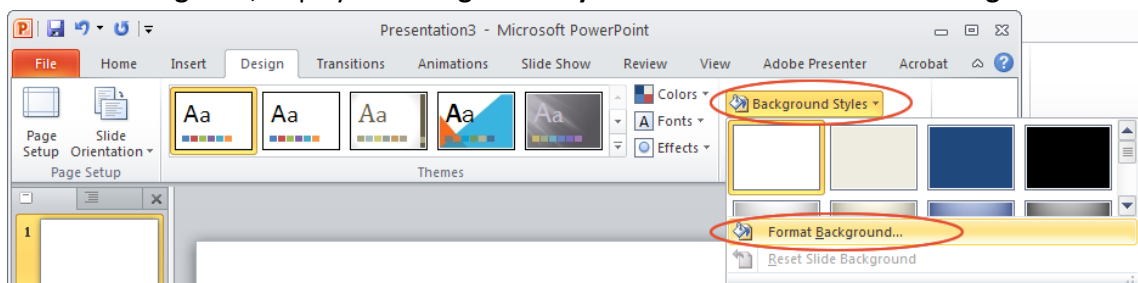 Presentation3 - Microsoft PowerPoint
File Home Insert Design Transitions Animations Slide Show Review View Adobe Presenter Acrobat
Aa Aa Aa Aa Aa
Colors
Background Styles
Fonts
Effects
Page Setup
Slide Orientation
Page Setup
Themes
1
Format Background...
Reset Slide Background